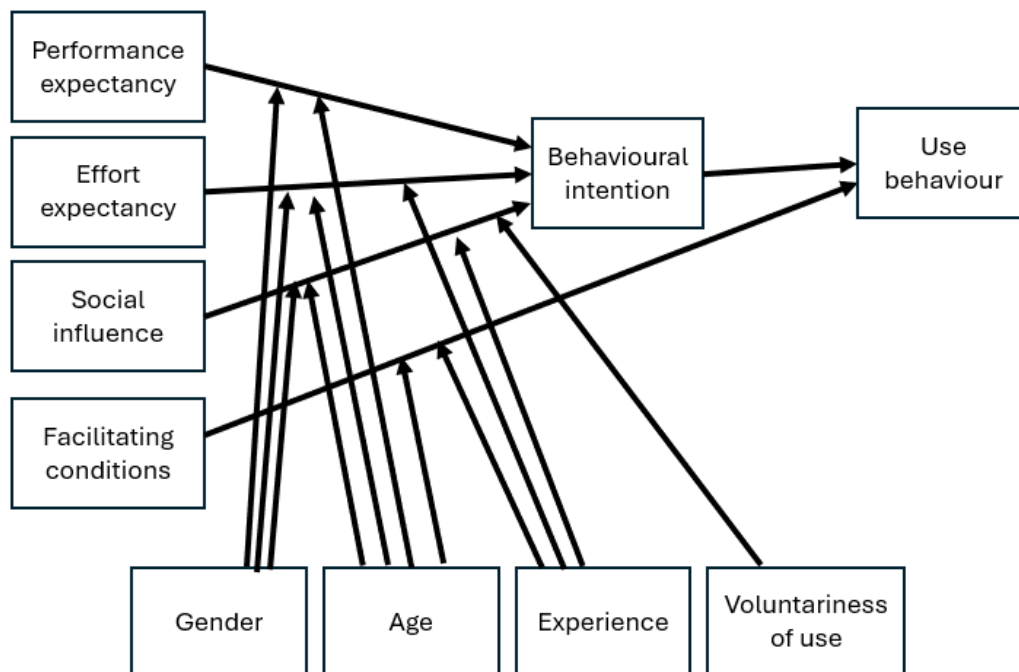 Performance
expectancy
Effort
expectancy
Social
influence
Facilitating
conditions
Behavioural
intention
Use
behaviour
Gender
Age
Experience
Voluntariness
of use